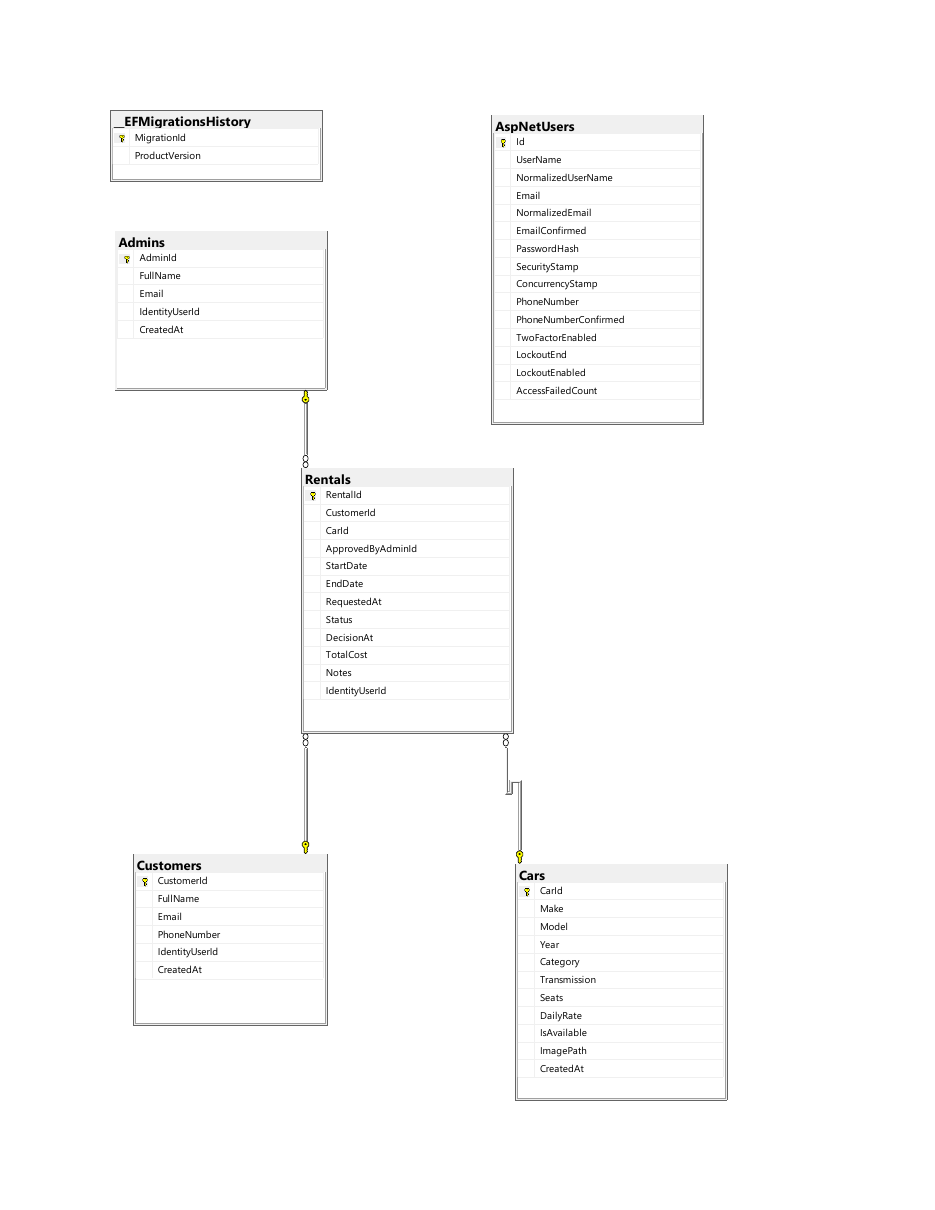 __EFMigrationsHistory
MigrationId
ProductVersion
AspNetUsers
Id
UserName
NormalizedUserName
Email
NormalizedEmail
EmailConfirmed
PasswordHash
SecurityStamp
ConcurrencyStamp
PhoneNumber
PhoneNumberConfirmed
TwoFactorEnabled
LockoutEnd
LockoutEnabled
AccessFailedCount
Admins
AdminId
FullName
Email
IdentityUserId
CreatedAt
Rentals
RentalId
CustomerId
CarId
ApprovedByAdminId
StartDate
EndDate
RequestedAt
Status
DecisionAt
TotalCost
Notes
IdentityUserId
Customers
CustomerId
FullName
Email
PhoneNumber
IdentityUserId
CreatedAt
Cars
CarId
Make
Model
Year
Category
Transmission
Seats
DailyRate
IsAvailable
ImagePath
CreatedAt